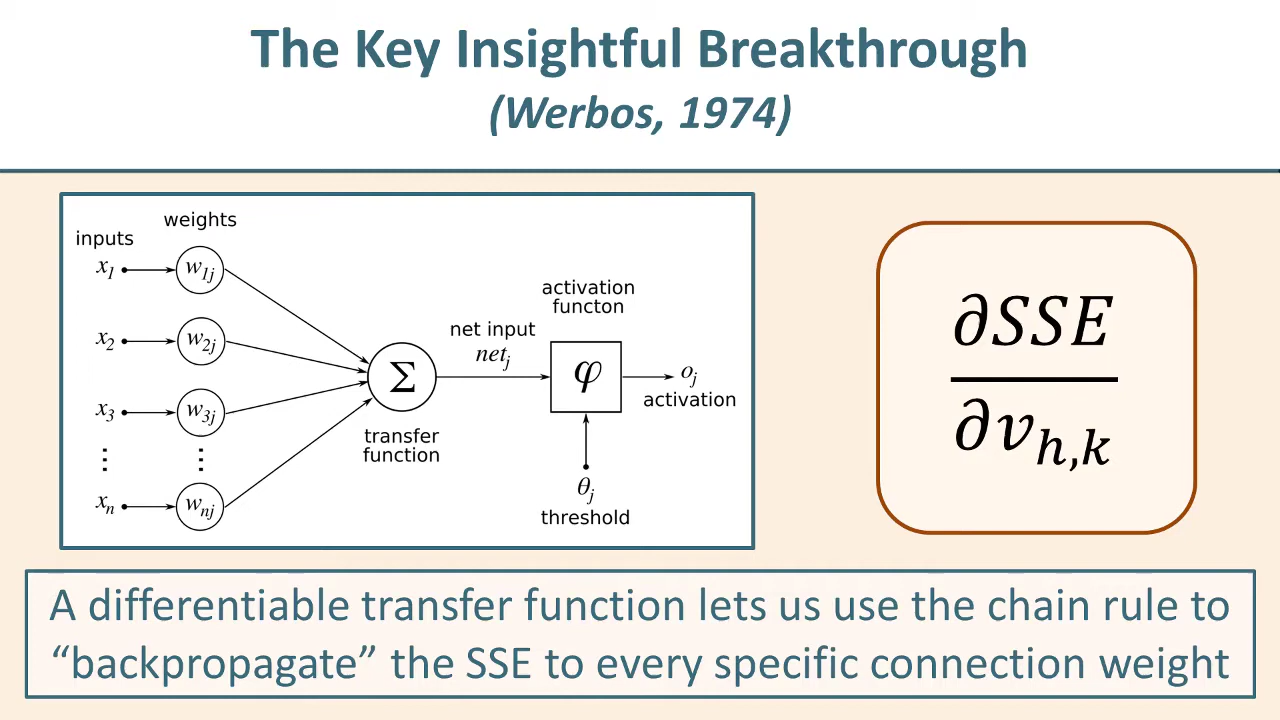 The Key Insightful Breakthrough
(Werbos, 1974)
weights
inputs
x1
w1j
x2
w2j
x3
w3j
⋮
⋮
xn
wnj
Σ
transfer
function
net input
netj
activation
functon
φ
oj
activation
θj
threshold
∂SSE
∂vh,k
A differentiable transfer function lets us use the chain rule to
“backpropagate” the SSE to every specific connection weight